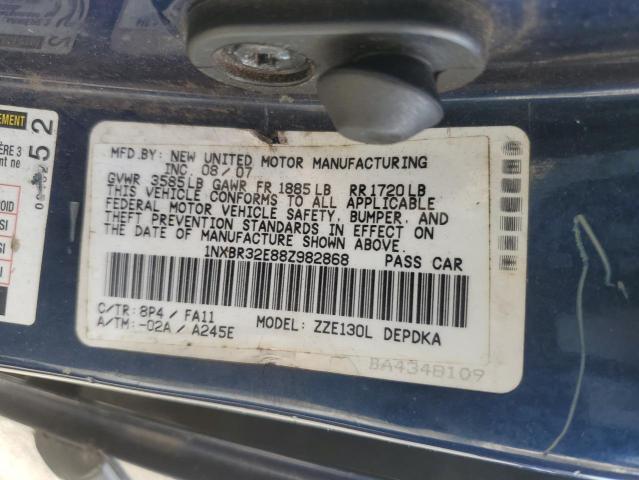 EMENT
252
MFD.BY: NEW UNITED MOTOR MANUFACTURING
INC. 08/07
GVWR 3585LB GAWR FR 1885LB RR1720LB
THIS VEHICLE CONFORMS TO ALL APPLICABLE
FEDERAL MOTOR VEHICLE SAFETY, BUMPER, AND
THEFT PREVENTION STANDARDS IN EFFECT ON
THE DATE OF MANUFACTURE SHOWN ABOVE.
1NXBR32E88Z982868 PASS CAR
C/TR: 8P4 / FA11
A/TM: -02A / A245E MODEL: ZZE130L DEPDKA
BA434B109